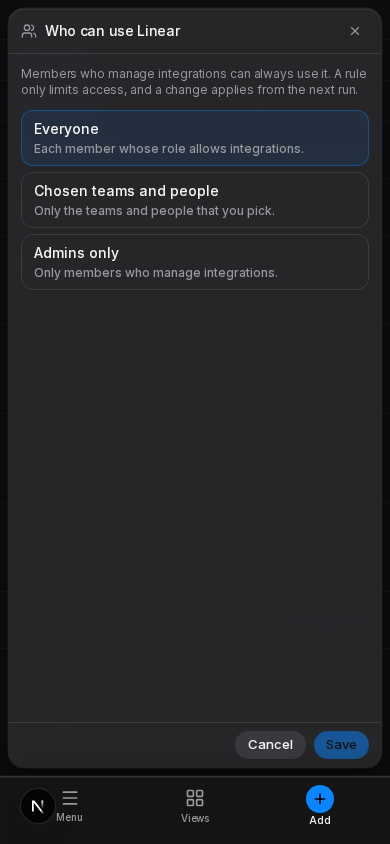 Who can use Linear
Members who manage integrations can always use it. A rule
only limits access, and a change applies from the next run.
Everyone
Each member whose role allows integrations.
Chosen teams and people
Only the teams and people that you pick.
Admins only
Only members who manage integrations.
Cancel
Save
N
Menu
Views
Add